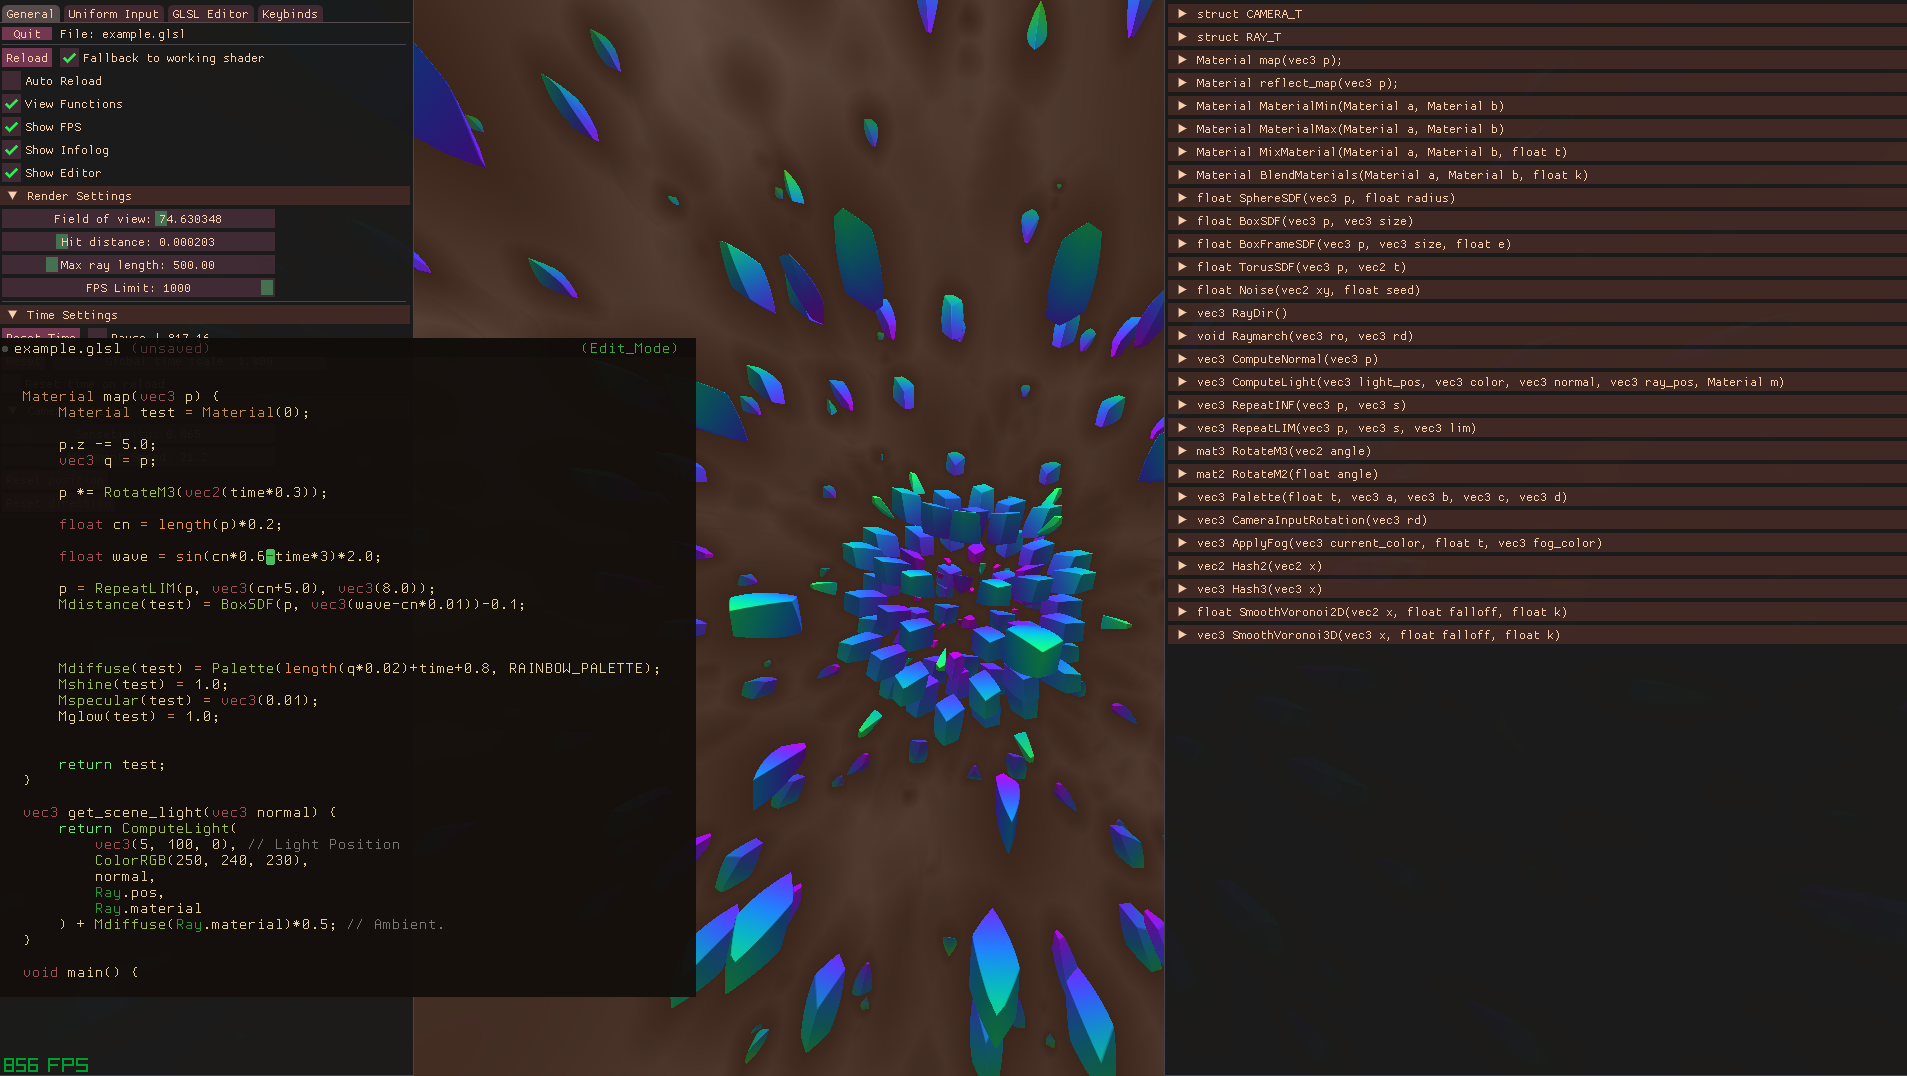 General Uniform Input GLSL Editor Keybinds
Quit File: example.glsl
Reload Fallback to working shader
Auto Reload
View Functions
Show FPS
Show Infolog
Show Editor
Render Settings
Field of view: 74.630348
Hit distance: 0.000203
Max ray length: 500.00
FPS Limit: 1000
Time Settings
Reset Time Pause | 817.16
example.glsl (unsaved) (Edit_Mode)
Material map(vec3 p) {
Material test = Material(0);
p.z -= 5.0;
vec3 q = p;
p *= RotateM3(vec2(time*0.3));
float cn = length(p)*0.2;
float wave = sin(cn*0.6-time*3)*2.0;
p = RepeatLIM(p, vec3(cn+5.0), vec3(8.0));
Mdistance(test) = BoxSDF(p, vec3(wave-cn*0.01))-0.1;
Mdiffuse(test) = Palette(length(q*0.02)+time+0.8, RAINBOW_PALETTE);
Mshine(test) = 1.0;
Mspecular(test) = vec3(0.01);
Mglow(test) = 1.0;
return test;
}
vec3 get_scene_light(vec3 normal) {
return ComputeLight(
vec3(5, 100, 0), // Light Position
ColorRGB(250, 240, 230),
normal,
Ray.pos,
Ray.material
) + Mdiffuse(Ray.material)*0.5; // Ambient.
}
void main() {
856 FPS
struct CAMERA_T
struct RAY_T
Material map(vec3 p);
Material reflect_map(vec3 p);
Material MaterialMin(Material a, Material b)
Material MaterialMax(Material a, Material b)
Material MixMaterial(Material a, Material b, float t)
Material BlendMaterials(Material a, Material b, float k)
float SphereSDF(vec3 p, float radius)
float BoxSDF(vec3 p, vec3 size)
float BoxFrameSDF(vec3 p, vec3 size, float e)
float TorusSDF(vec3 p, vec2 t)
float Noise(vec2 xy, float seed)
vec3 RayDir()
void Raymarch(vec3 ro, vec3 rd)
vec3 ComputeNormal(vec3 p)
vec3 ComputeLight(vec3 light_pos, vec3 color, vec3 normal, vec3 ray_pos, Material m)
vec3 RepeatINF(vec3 p, vec3 s)
vec3 RepeatLIM(vec3 p, vec3 s, vec3 lim)
mat3 RotateM3(vec2 angle)
mat2 RotateM2(float angle)
vec3 Palette(float t, vec3 a, vec3 b, vec3 c, vec3 d)
vec3 CameraInputRotation(vec3 rd)
vec3 ApplyFog(vec3 current_color, float t, vec3 fog_color)
vec2 Hash2(vec2 x)
vec3 Hash3(vec3 x)
float SmoothVoronoi2D(vec2 x, float falloff, float k)
vec3 SmoothVoronoi3D(vec3 x, float falloff, float k)